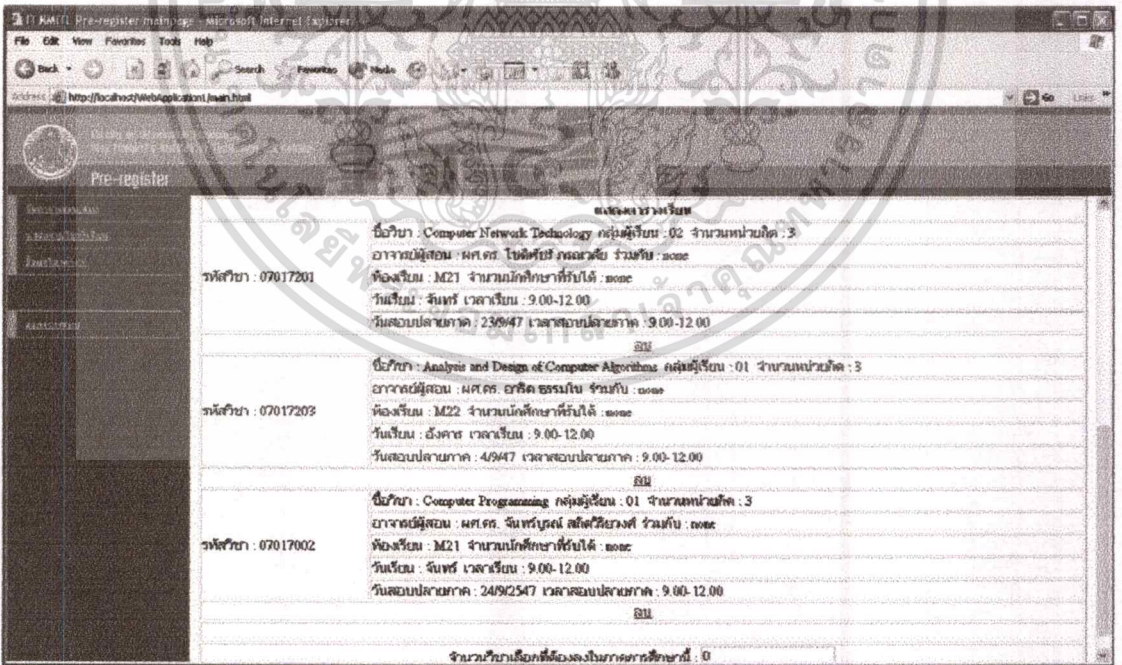 IT KMITL Pre-register mainpage - Microsoft Internet Explorer
File Edit View Favorites Tools Help
Back Search Favorites Media
Address http://localhost/WebApplication1/main.html Go Links
Pre-register
แสดงตารางเรียน
รหัสวิชา : 07017201
ชื่อวิชา : Computer Network Technology กลุ่มผู้เรียน : 02 จำนวนหน่วยกิต : 3
อาจารย์ผู้สอน : ผศ.ดร. โชติพัชร์ ภรณวลัย ร่วมกับ : none
ห้องเรียน : M21 จำนวนนักศึกษาที่รับได้ : none
วันเรียน : จันทร์ เวลาเรียน : 9.00-12.00
วันสอบปลายภาค : 23/9/47 เวลาสอบปลายภาค : 9.00-12.00
ลบ
รหัสวิชา : 07017203
ชื่อวิชา : Analysis and Design of Computer Algorithms กลุ่มผู้เรียน : 01 จำนวนหน่วยกิต : 3
อาจารย์ผู้สอน : ผศ.ดร. อาริต ธรรมโน ร่วมกับ : none
ห้องเรียน : M22 จำนวนนักศึกษาที่รับได้ : none
วันเรียน : อังคาร เวลาเรียน : 9.00-12.00
วันสอบปลายภาค : 4/9/47 เวลาสอบปลายภาค : 9.00-12.00
ลบ
รหัสวิชา : 07017002
ชื่อวิชา : Computer Programming กลุ่มผู้เรียน : 01 จำนวนหน่วยกิต : 3
อาจารย์ผู้สอน : ผศ.ดร. จันทร์บูรณ์ สถิตวิริยวงศ์ ร่วมกับ : none
ห้องเรียน : M21 จำนวนนักศึกษาที่รับได้ : none
วันเรียน : จันทร์ เวลาเรียน : 9.00-12.00
วันสอบปลายภาค : 24/9/2547 เวลาสอบปลายภาค : 9.00-12.00
ลบ
จำนวนวิชาเลือกที่ต้องลงในภาคการศึกษานี้ : 0